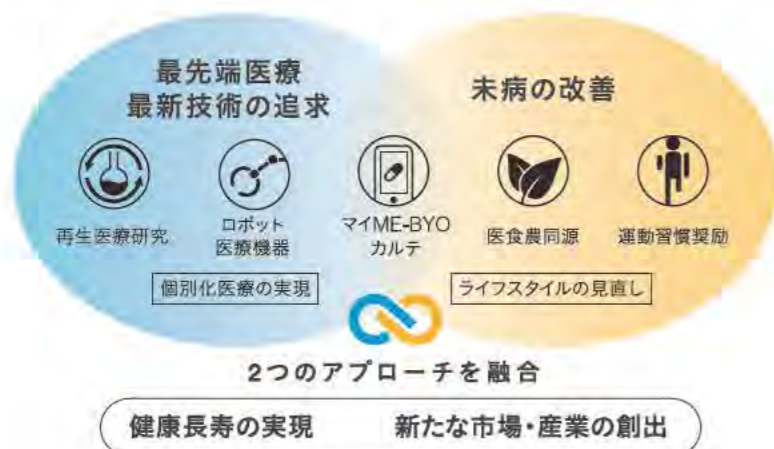 最先端医療
最新技術の追求
未病の改善
再生医療研究
ロボット
医療機器
マイME-BYO
カルテ
医食農同源
運動習慣奨励
個別化医療の実現
ライフスタイルの見直し
2つのアプローチを融合
健康長寿の実現
新たな市場・産業の創出